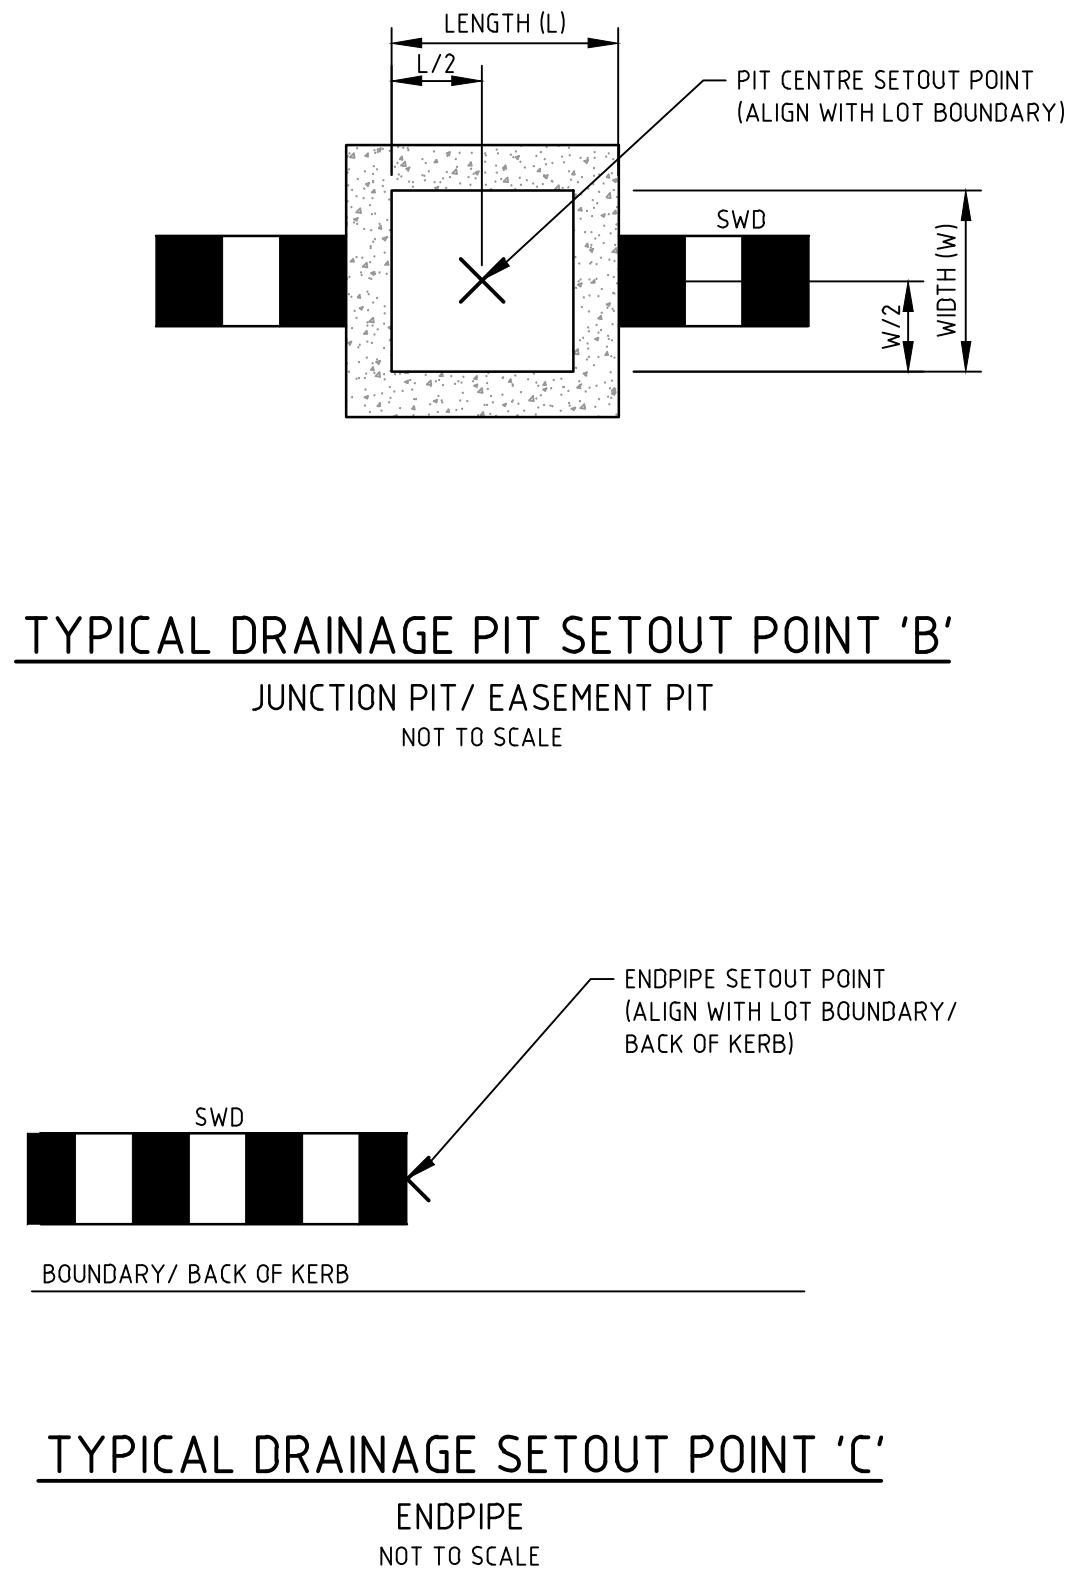 LENGTH (L)
L/2
PIT CENTRE SETOUT POINT
(ALIGN WITH LOT BOUNDARY)
SWD
WIDTH (W)
W/2
TYPICAL DRAINAGE PIT SETOUT POINT 'B'
JUNCTION PIT/ EASEMENT PIT
NOT TO SCALE
ENDPIPE SETOUT POINT
(ALIGN WITH LOT BOUNDARY/
BACK OF KERB)
SWD
BOUNDARY/ BACK OF KERB
TYPICAL DRAINAGE SETOUT POINT 'C'
ENDPIPE
NOT TO SCALE